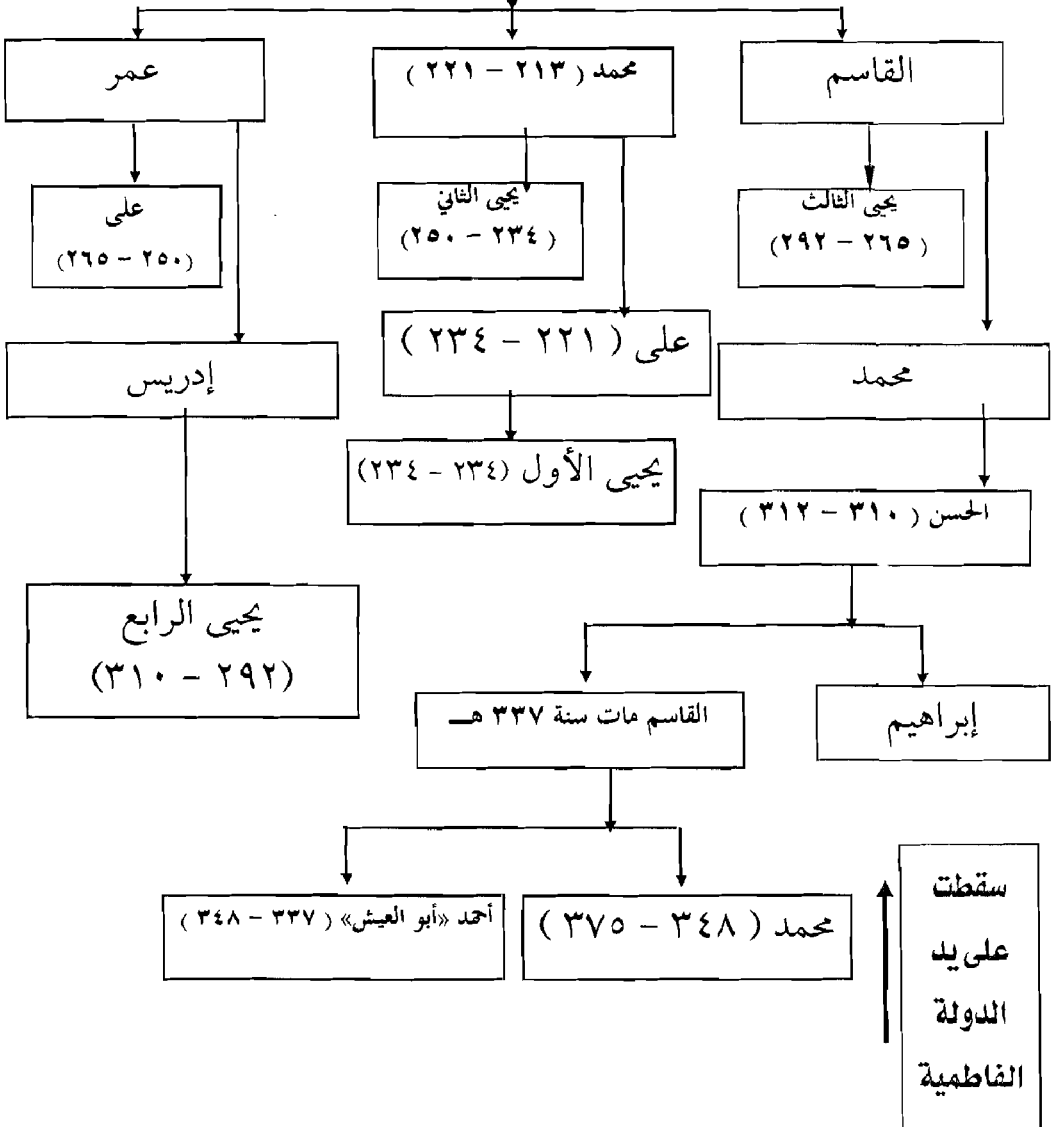 القاسم
محمد ( ٢١٣ - ٢٢١ )
عمر
يحيى الثالث
( ٢٦٥ - ٢٩٢)
يحيى الثاني
( ٢٣٤ - ٢٥٠)
على
(٢٥٠ - ٢٦٥)
محمد
على ( ٢٢١ - ٢٣٤ )
إدريس
يحيى الأول (٢٣٤ - ٢٣٤)
الحسن ( ٣١٠ - ٣١٢ )
يحيى الرابع
(٢٩٢ - ٣١٠)
إبراهيم
القاسم مات سنة ٣٣٧ هـ
محمد ( ٣٤٨ - ٣٧٥ )
أحمد «أبو العيش» ( ٣٣٧ - ٣٤٨ )
سقطت
على يد
الدولة
الفاطمية